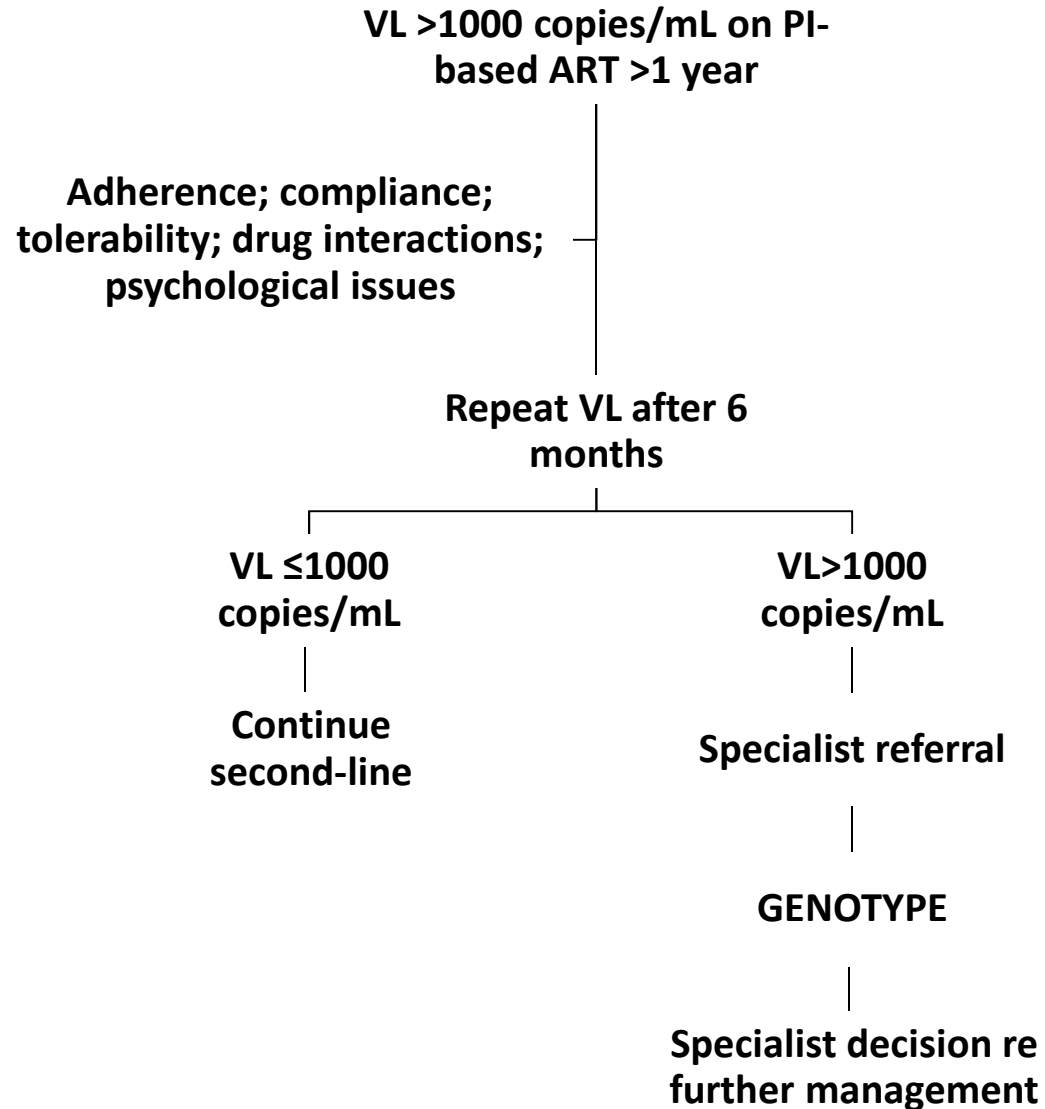 VL >1000 copies/mL on PI-
based ART >1 year
Adherence; compliance;
tolerability; drug interactions;
psychological issues
Repeat VL after 6
months
VL ≤1000
copies/mL
Continue
second-line
VL>1000
copies/mL
Specialist referral
GENOTYPE
Specialist decision re
further management